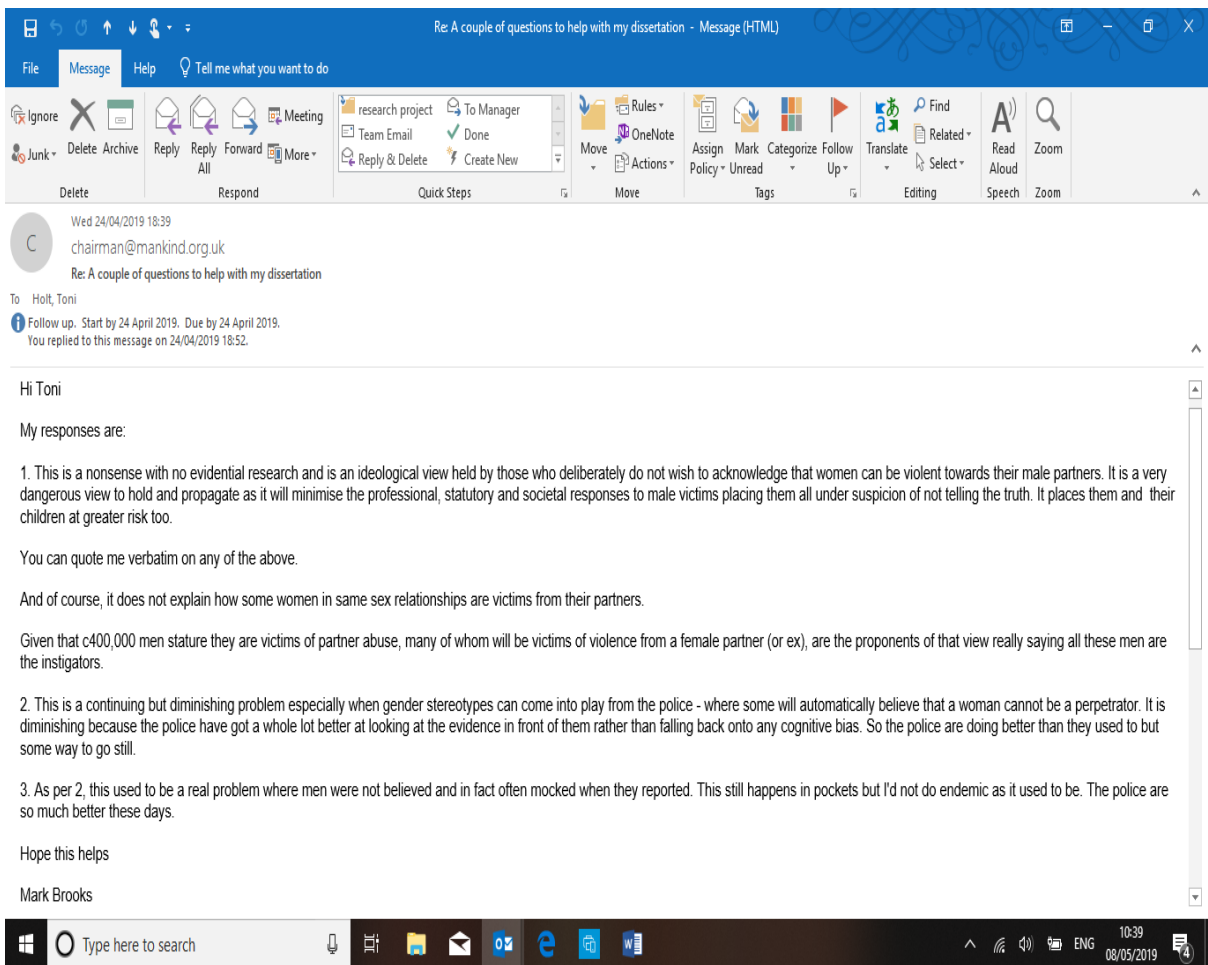 Re: A couple of questions to help with my dissertation - Message (HTML)
File Message Help Tell me what you want to do
Ignore
Junk
Delete Archive
Delete
Reply Reply All Forward
Meeting
More
Respond
research project To Manager
Team Email Done
Reply & Delete Create New
Quick Steps
Move
Rules
OneNote
Actions
Move
Assign Policy Mark Unread Categorize Follow Up
Tags
Translate
Find
Related
Select
Editing
Read Aloud
Speech
Zoom
Zoom
Wed 24/04/2019 18:39
C
chairman@mankind.org.uk
Re: A couple of questions to help with my dissertation
To Holt, Toni
Follow up. Start by 24 April 2019. Due by 24 April 2019.
You replied to this message on 24/04/2019 18:52.
Hi Toni
My responses are:
1. This is a nonsense with no evidential research and is an ideological view held by those who deliberately do not wish to acknowledge that women can be violent towards their male partners. It is a very
dangerous view to hold and propagate as it will minimise the professional, statutory and societal responses to male victims placing them all under suspicion of not telling the truth. It places them and their
children at greater risk too.
You can quote me verbatim on any of the above.
And of course, it does not explain how some women in same sex relationships are victims from their partners.
Given that c400,000 men stature they are victims of partner abuse, many of whom will be victims of violence from a female partner (or ex), are the proponents of that view really saying all these men are
the instigators.
2. This is a continuing but diminishing problem especially when gender stereotypes can come into play from the police - where some will automatically believe that a woman cannot be a perpetrator. It is
diminishing because the police have got a whole lot better at looking at the evidence in front of them rather than falling back onto any cognitive bias. So the police are doing better than they used to but
some way to go still.
3. As per 2, this used to be a real problem where men were not believed and in fact often mocked when they reported. This still happens in pockets but I'd not do endemic as it used to be. The police are
so much better these days.
Hope this helps
Mark Brooks
Type here to search
ENG
10:39
08/05/2019
4